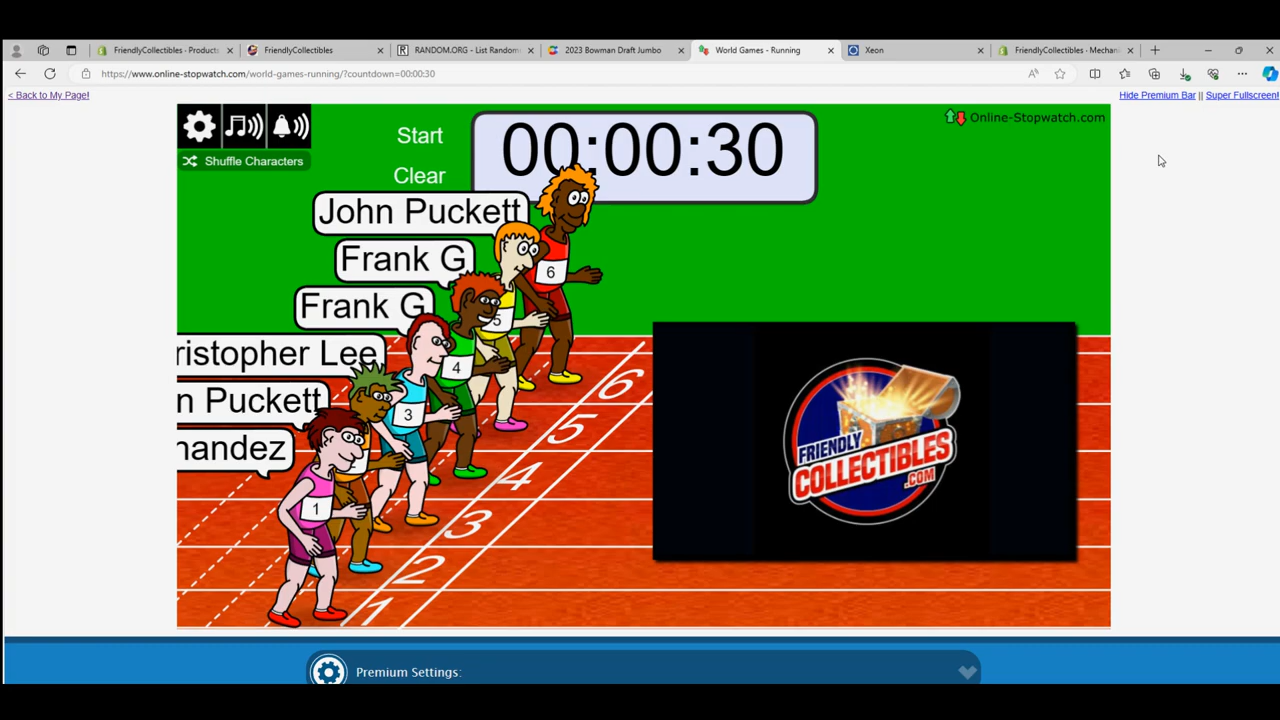 FriendlyCollectibles · Products
FriendlyCollectibles
RANDOM.ORG - List Random
2023 Bowman Draft Jumbo
World Games - Running
Xeon
FriendlyCollectibles · Mechani
https://www.online-stopwatch.com/world-games-running/?countdown=00:00:30
< Back to My Page!
Hide Premium Bar || Super Fullscreen!
Start
Clear
00:00:30
Online-Stopwatch.com
Shuffle Characters
John Puckett
Frank G
Frank G
ristopher Lee
n Puckett
nandez
6
5
4
3
1
6
5
4
3
2
1
FRIENDLY
COLLECTIBLES
.COM
Premium Settings: